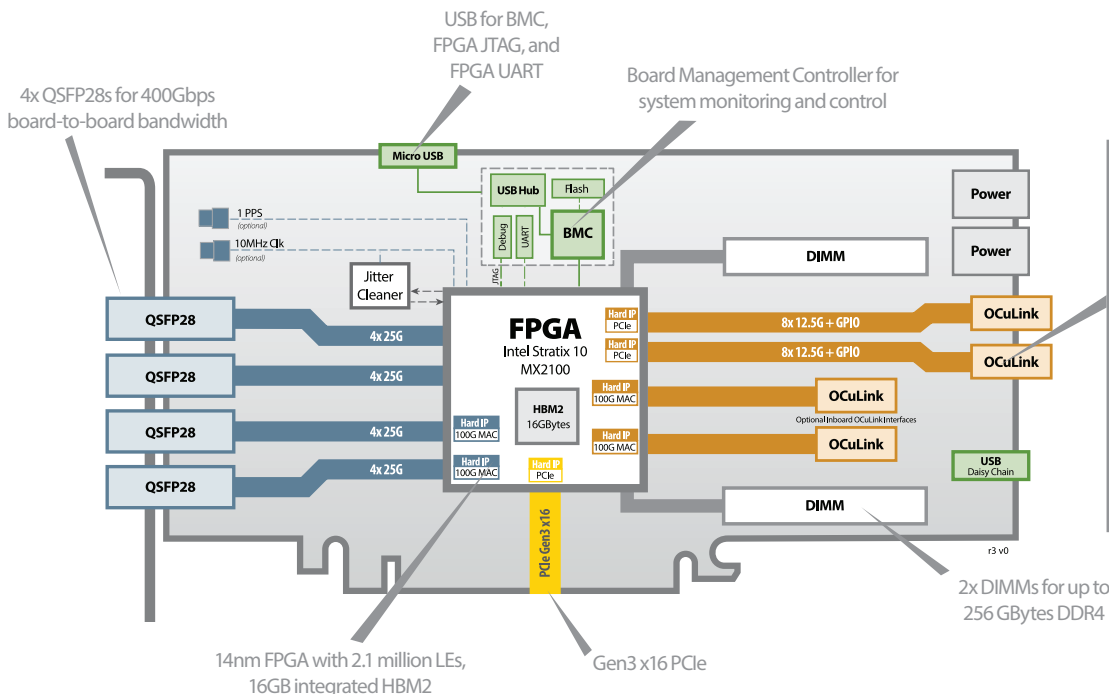 USB for BMC,
FPGA JTAG, and
FPGA UART
Board Management Controller for
system monitoring and control
4x QSFP28s for 400Gbps
board-to-board bandwidth
Micro USB
USB Hub
Flash
Debug
UART
BMC
JTAG
1 PPS
(optional)
10MHz Clk
(optional)
Jitter
Cleaner
Power
Power
DIMM
QSFP28
4x 25G
QSFP28
4x 25G
QSFP28
4x 25G
QSFP28
4x 25G
FPGA
Intel Stratix 10
MX2100
HBM2
16GBytes
Hard IP
PCIe
Hard IP
PCIe
Hard IP
100G MAC
Hard IP
100G MAC
Hard IP
100G MAC
Hard IP
100G MAC
Hard IP
PCIe
8x 12.5G + GPIO
OCuLink
8x 12.5G + GPIO
OCuLink
OCuLink
Optional Inboard OCuLink Interfaces
OCuLink
USB
Daisy Chain
DIMM
PCIe Gen3 x16
r3 v0
2x DIMMs for up to
256 GBytes DDR4
14nm FPGA with 2.1 million LEs,
16GB integrated HBM2
Gen3 x16 PCIe